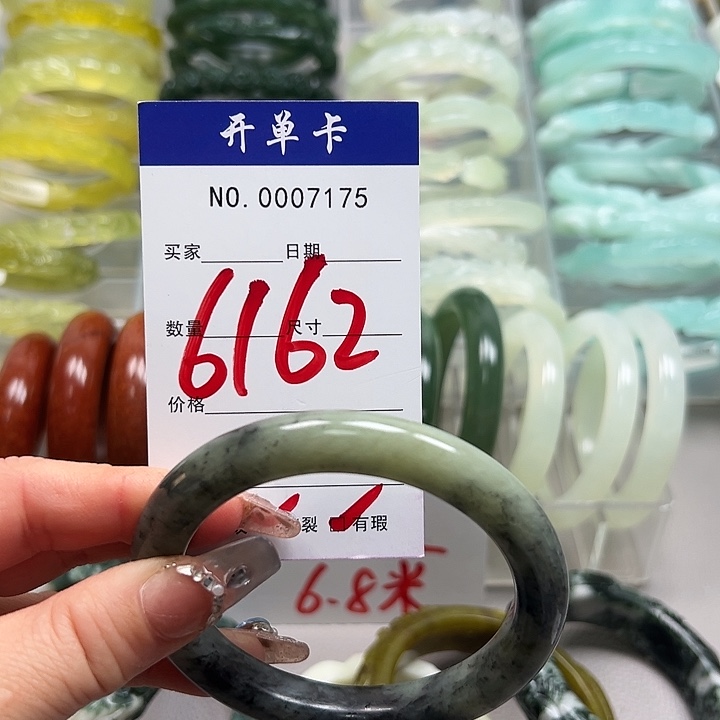 开单卡
NO. 0007175
买家 日期
6162
数量 尺寸
价格
裂 有瑕
6.8米